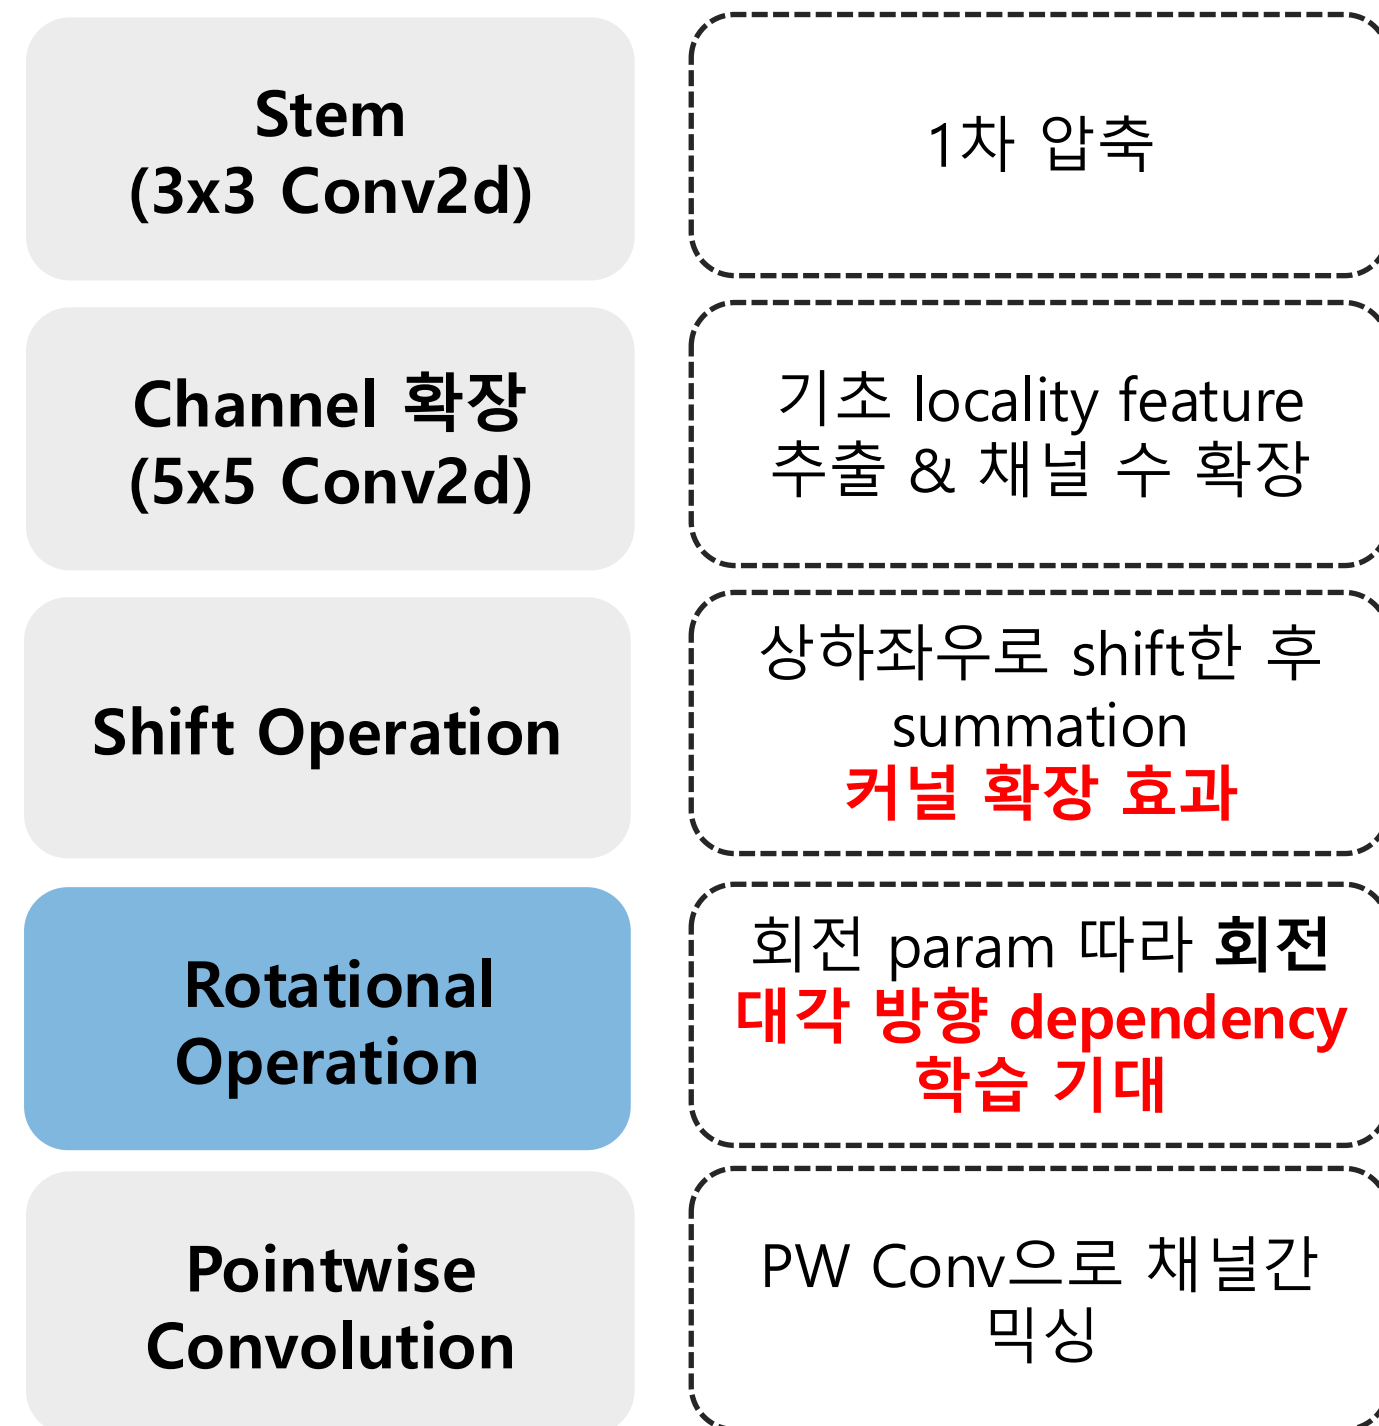 Stem
(3x3 Conv2d)
1차 압축
Channel 확장
(5x5 Conv2d)
기초 locality feature
추출 & 채널 수 확장
Shift Operation
상하좌우로 shift한 후
summation
커널 확장 효과
Rotational
Operation
회전 param 따라 회전
대각 방향 dependency
학습 기대
Pointwise
Convolution
PW Conv으로 채널간
믹싱